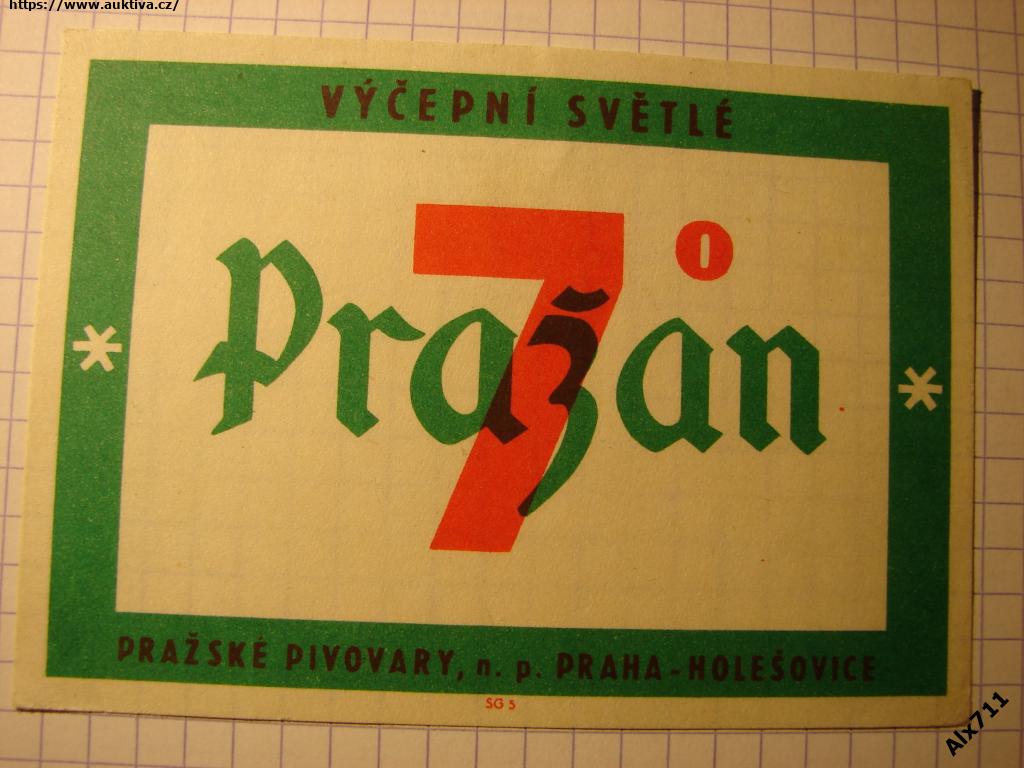 https://www.auktiva.cz/
VÝČEPNÍ SVĚTLÉ
7°
Pražan
PRAŽSKÉ PIVOVARY, n. p. PRAHA-HOLEŠOVICE
SG 5
Alx711